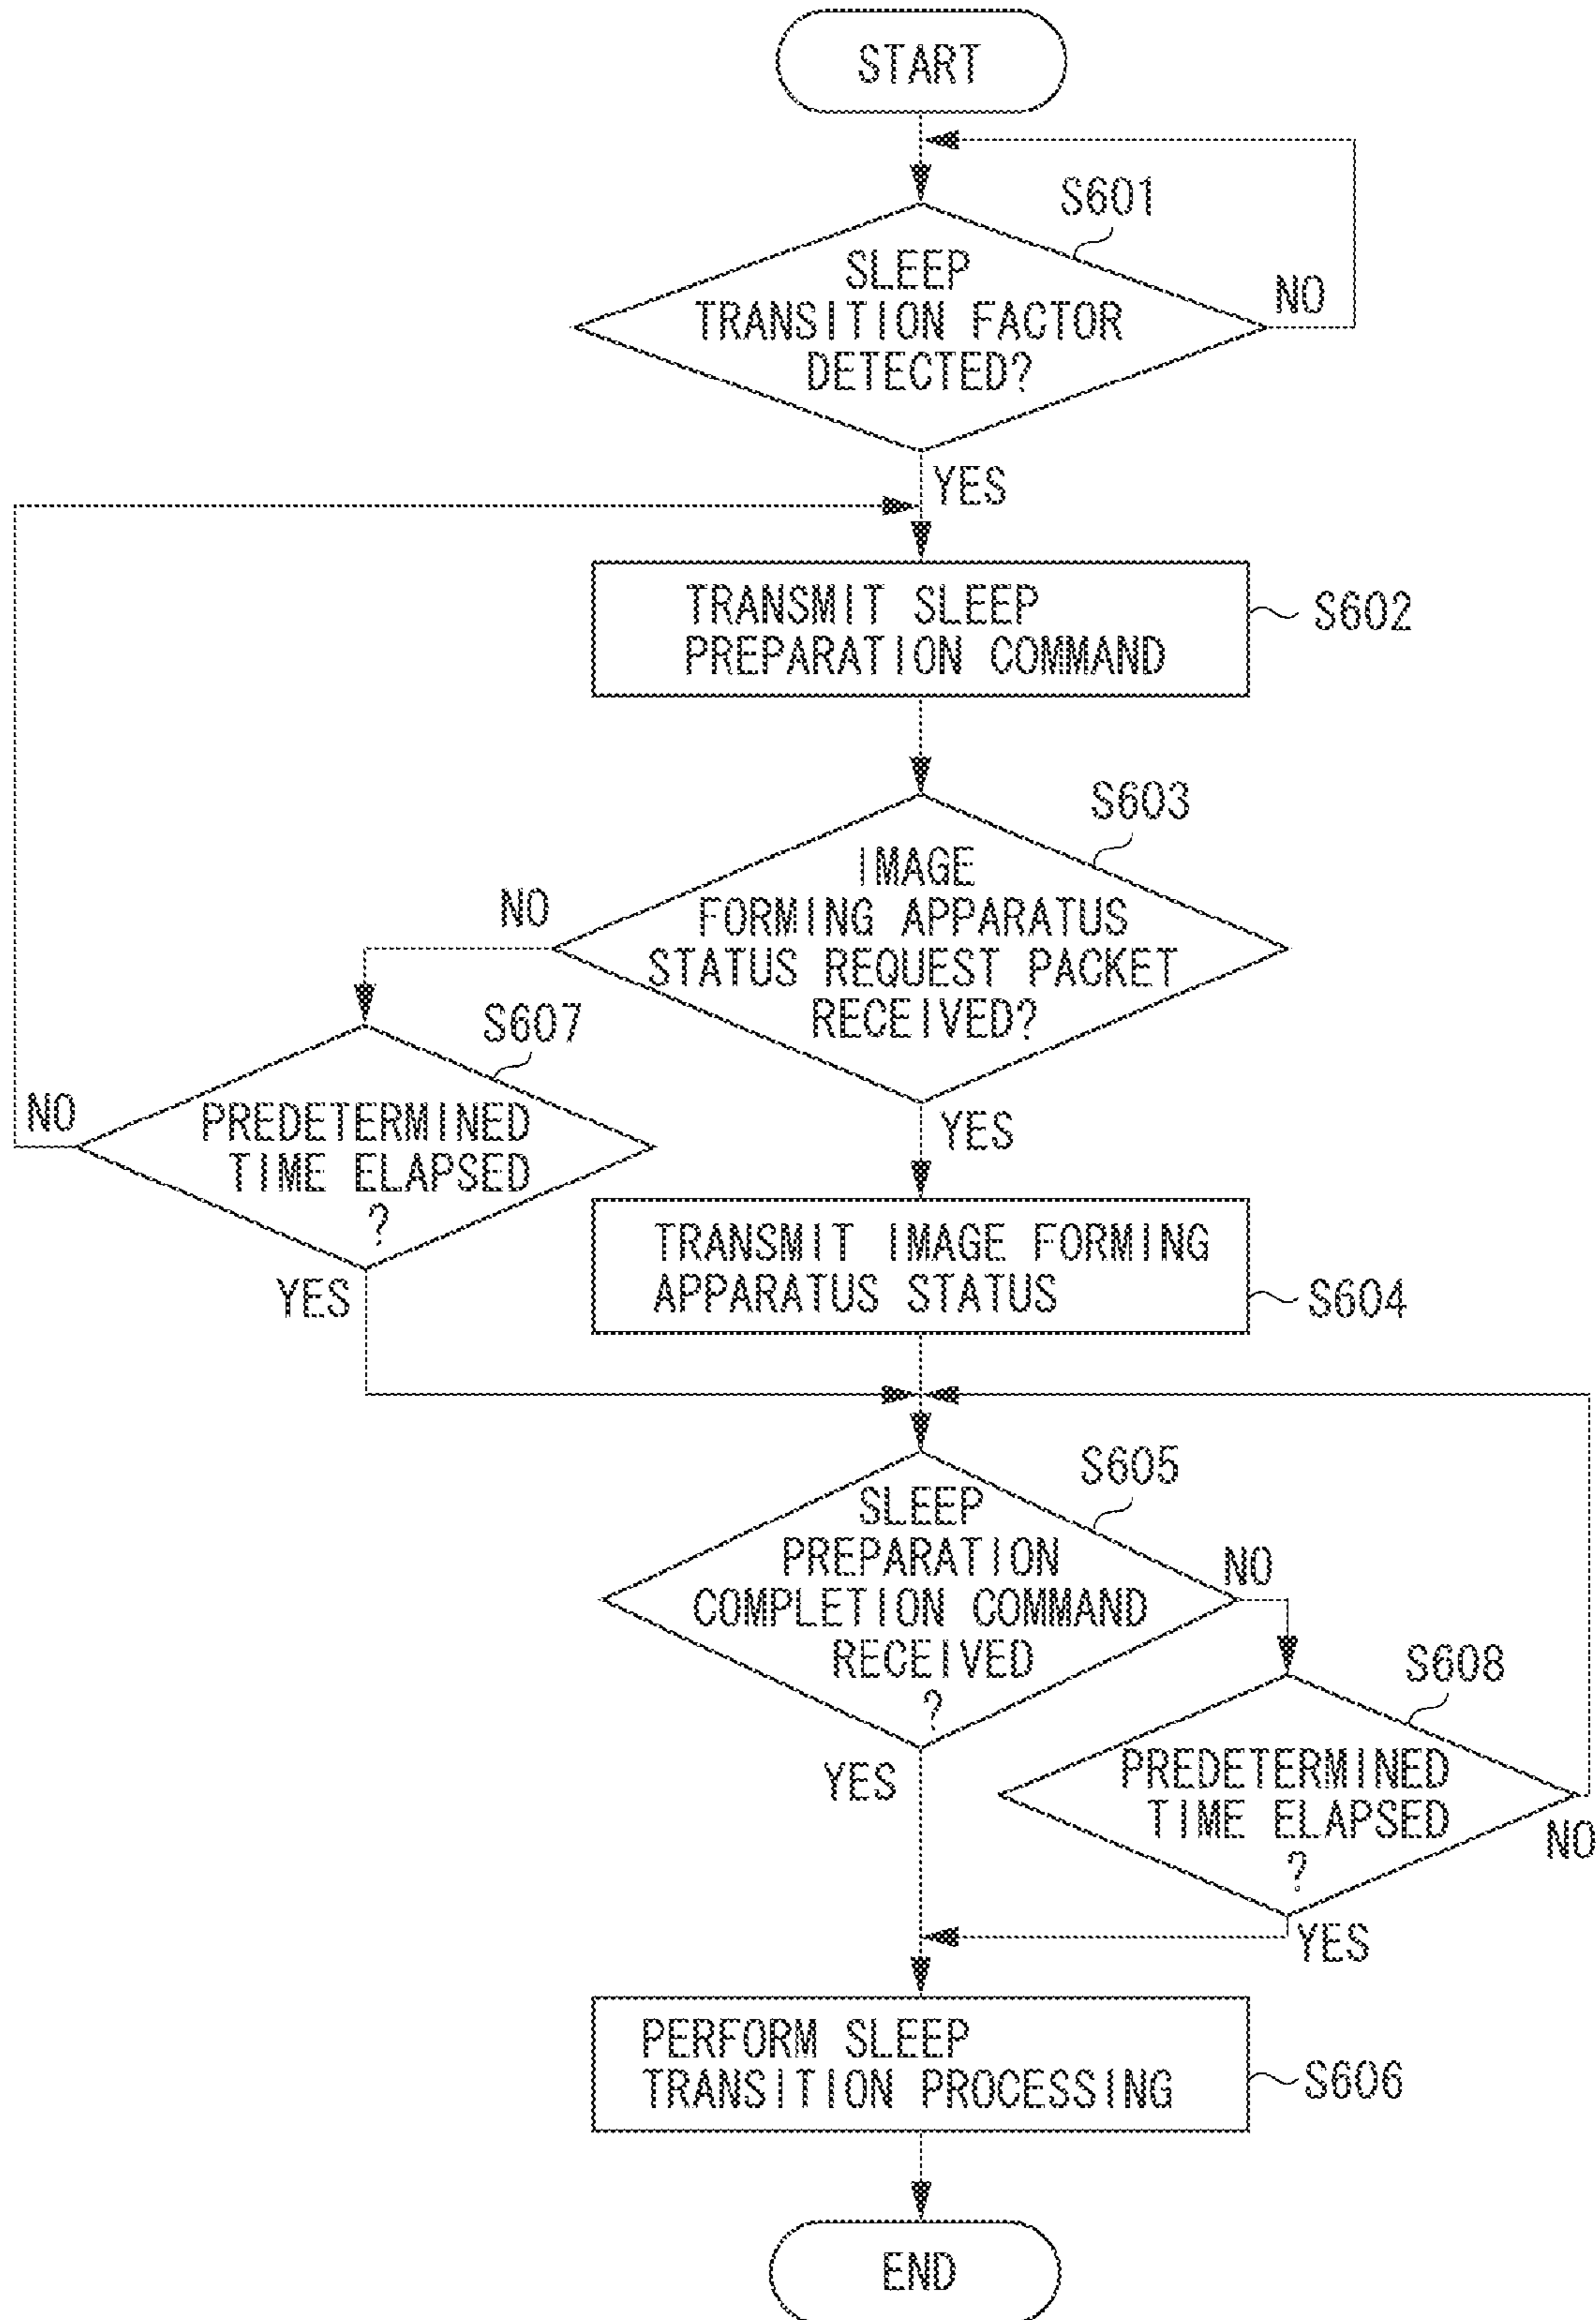 START
S601
SLEEP
TRANSITION FACTOR
DETECTED?
NO
YES
TRANSMIT SLEEP
PREPARATION COMMAND
S602
S603
IMAGE
FORMING APPARATUS
STATUS REQUEST PACKET
RECEIVED?
NO
YES
S607
PREDETERMINED
TIME ELAPSED
?
NO
YES
TRANSMIT IMAGE FORMING
APPARATUS STATUS
S604
S605
SLEEP
PREPARATION
COMPLETION COMMAND
RECEIVED
?
NO
YES
S608
PREDETERMINED
TIME ELAPSED
?
NO
YES
PERFORM SLEEP
TRANSITION PROCESSING
S606
END